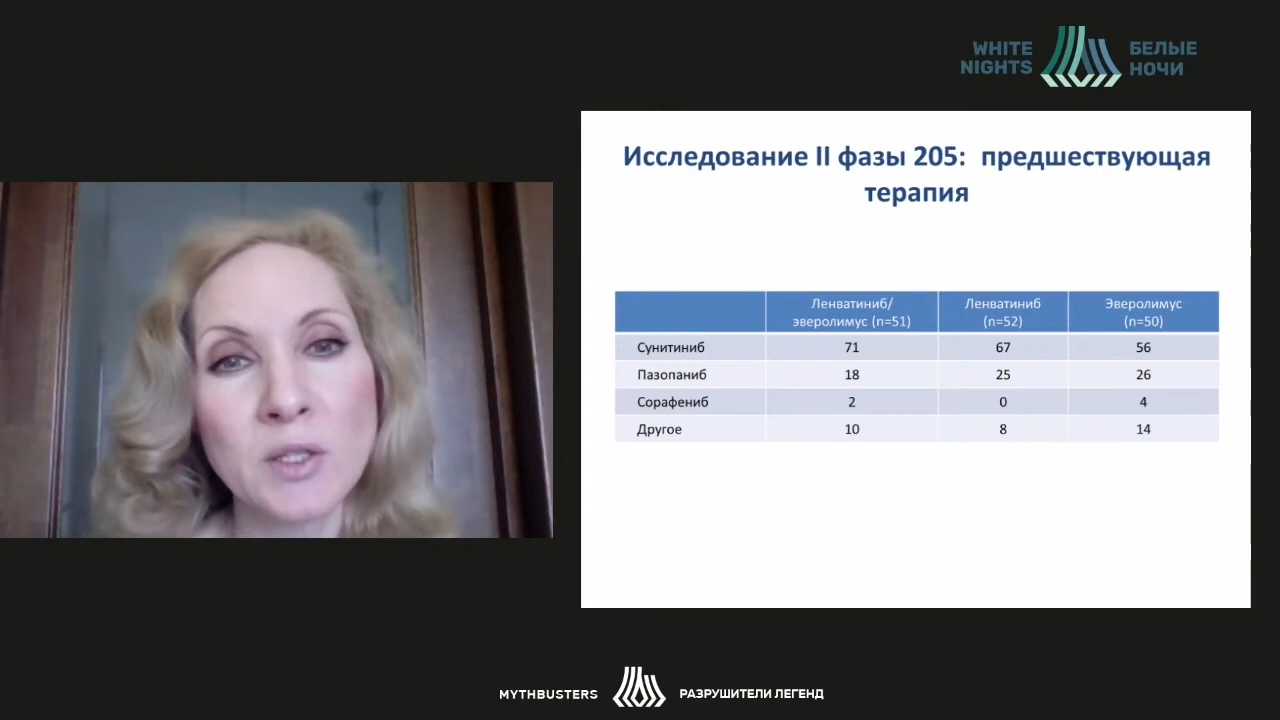 WHITE
NIGHTS
БЕЛЫЕ
НОЧИ
Исследование II фазы 205: предшествующая
терапия
Ленватиниб/
эверолимус (n=51)
Ленватиниб
(n=52)
Эверолимус
(n=50)
Сунитиниб 71 67 56
Пазопаниб 18 25 26
Сорафениб 2 0 4
Другое 10 8 14
MYTHBUSTERS РАЗРУШИТЕЛИ ЛЕГЕНД